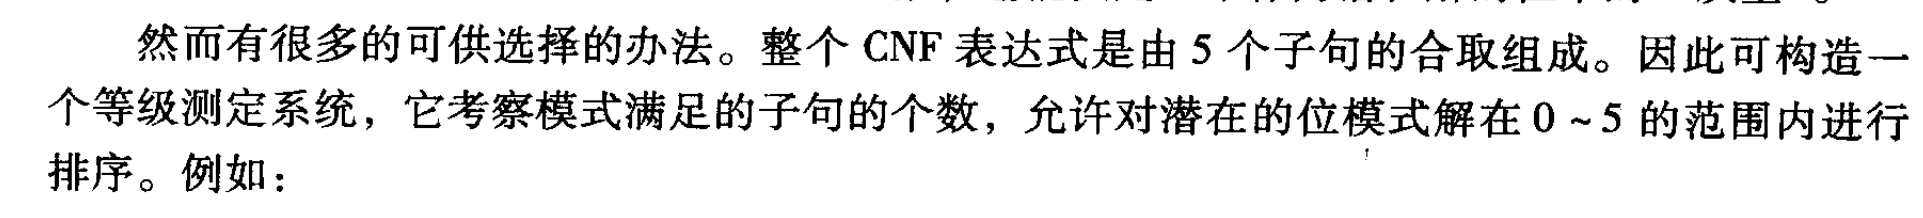 然而有很多的可供选择的办法。整个 CNF 表达式是由 5 个子句的合取组成。因此可构造一
个等级测定系统，它考察模式满足的子句的个数，允许对潜在的位模式解在 0 ~ 5 的范围内进行
排序。例如：